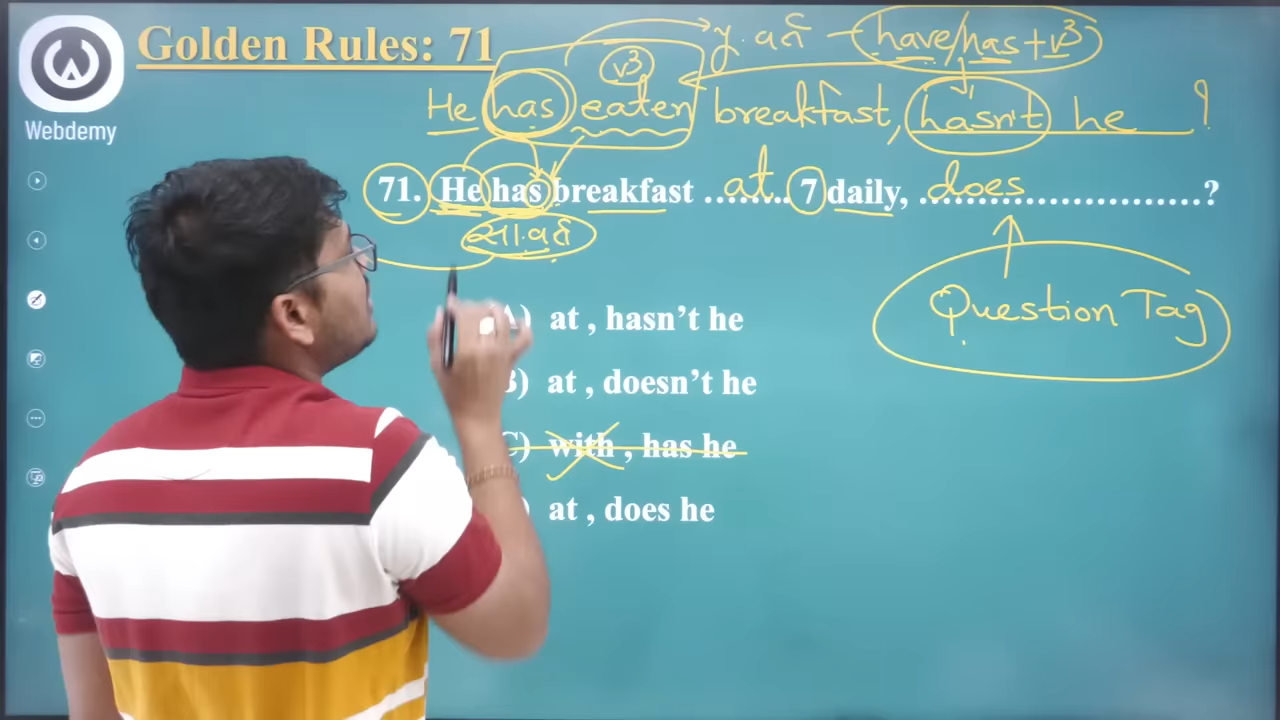 Golden Rules: 71
Webdemy
પૂ.વર્ત – have/has + v3
v3
He has eaten breakfast, hasn't he ?
71. He has breakfast ........ at 7 daily, does ........................?
સા.વર્ત
Question Tag
A) at , hasn't he
B) at , doesn't he
C) with , has he
at , does he